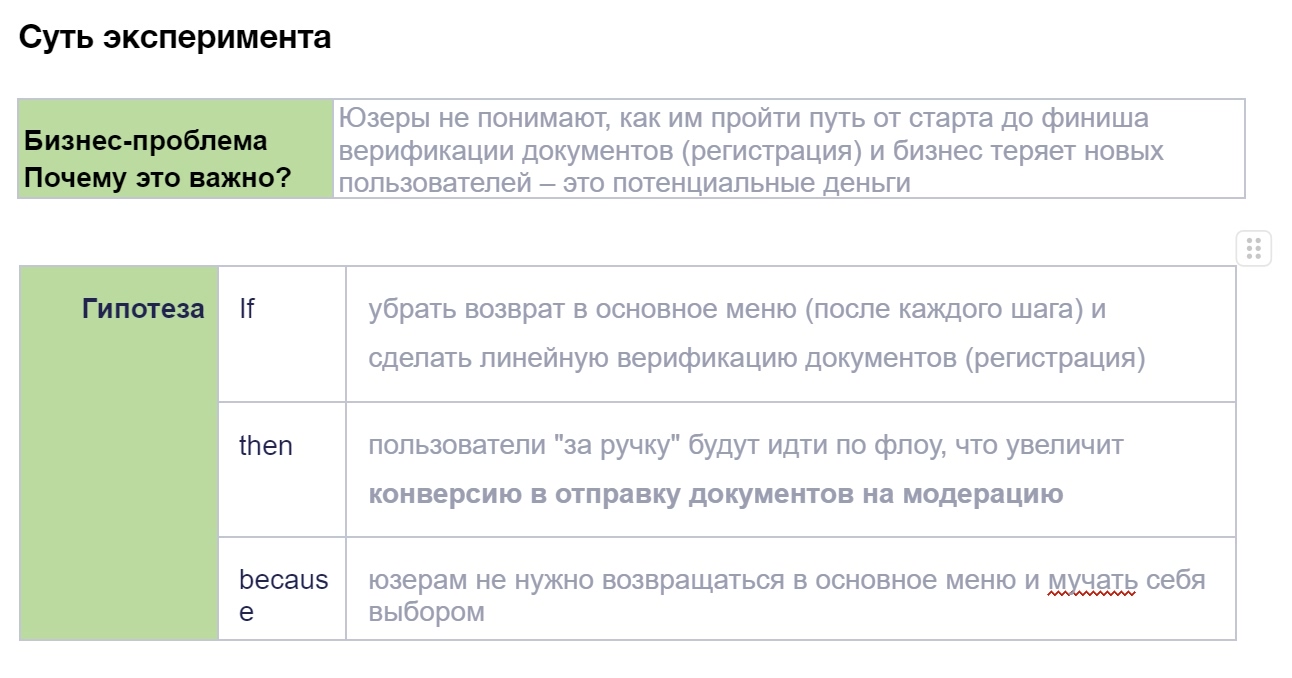 Суть эксперимента
Бизнес-проблема
Почему это важно?
Юзеры не понимают, как им пройти путь от старта до финиша
верификации документов (регистрация) и бизнес теряет новых
пользователей – это потенциальные деньги
Гипотеза
If
убрать возврат в основное меню (после каждого шага) и
сделать линейную верификацию документов (регистрация)
then
пользователи "за ручку" будут идти по флоу, что увеличит
конверсию в отправку документов на модерацию
becaus
e
юзерам не нужно возвращаться в основное меню и мучать себя
выбором